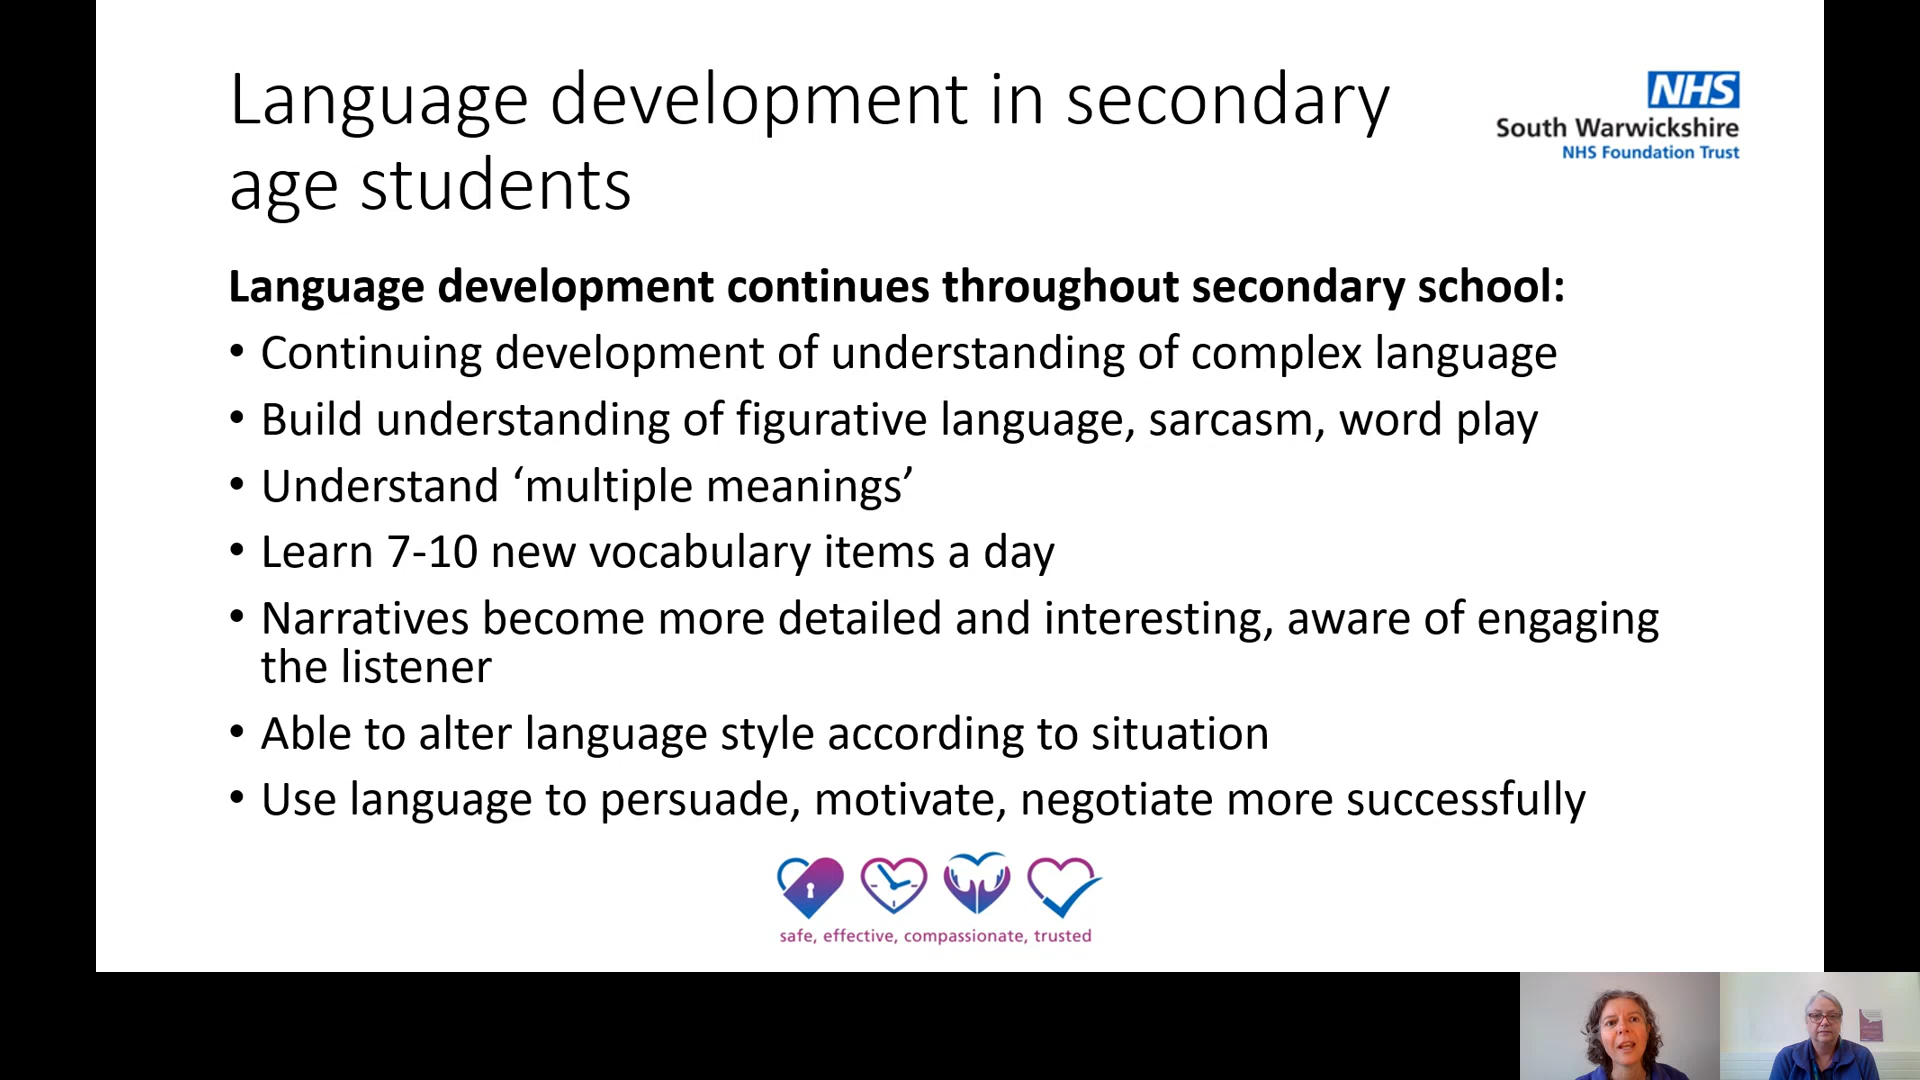 Language development in secondary
age students
NHS
South Warwickshire
NHS Foundation Trust
Language development continues throughout secondary school:
• Continuing development of understanding of complex language
• Build understanding of figurative language, sarcasm, word play
• Understand ‘multiple meanings’
• Learn 7-10 new vocabulary items a day
• Narratives become more detailed and interesting, aware of engaging
the listener
• Able to alter language style according to situation
• Use language to persuade, motivate, negotiate more successfully
safe, effective, compassionate, trusted